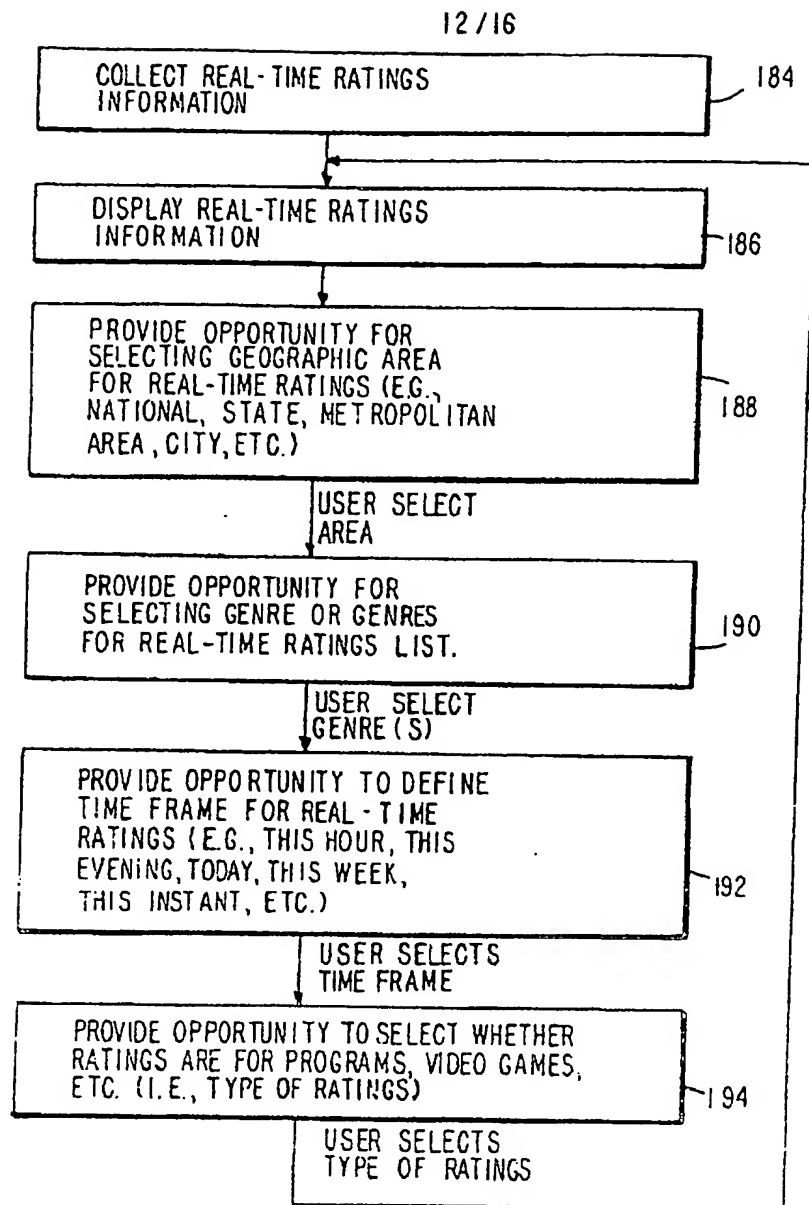 12/16
COLLECT REAL-TIME RATINGS
INFORMATION
184
DISPLAY REAL-TIME RATINGS
INFORMATION
186
PROVIDE OPPORTUNITY FOR
SELECTING GEOGRAPHIC AREA
FOR REAL-TIME RATINGS (E.G.,
NATIONAL, STATE, METROPOLITAN
AREA, CITY, ETC.)
188
USER SELECT
AREA
PROVIDE OPPORTUNITY FOR
SELECTING GENRE OR GENRES
FOR REAL-TIME RATINGS LIST.
190
USER SELECT
GENRE(S)
PROVIDE OPPORTUNITY TO DEFINE
TIME FRAME FOR REAL-TIME
RATINGS (E.G., THIS HOUR, THIS
EVENING, TODAY, THIS WEEK,
THIS INSTANT, ETC.)
192
USER SELECTS
TIME FRAME
PROVIDE OPPORTUNITY TO SELECT WHETHER
RATINGS ARE FOR PROGRAMS, VIDEO GAMES,
ETC. (I.E., TYPE OF RATINGS)
194
USER SELECTS
TYPE OF RATINGS